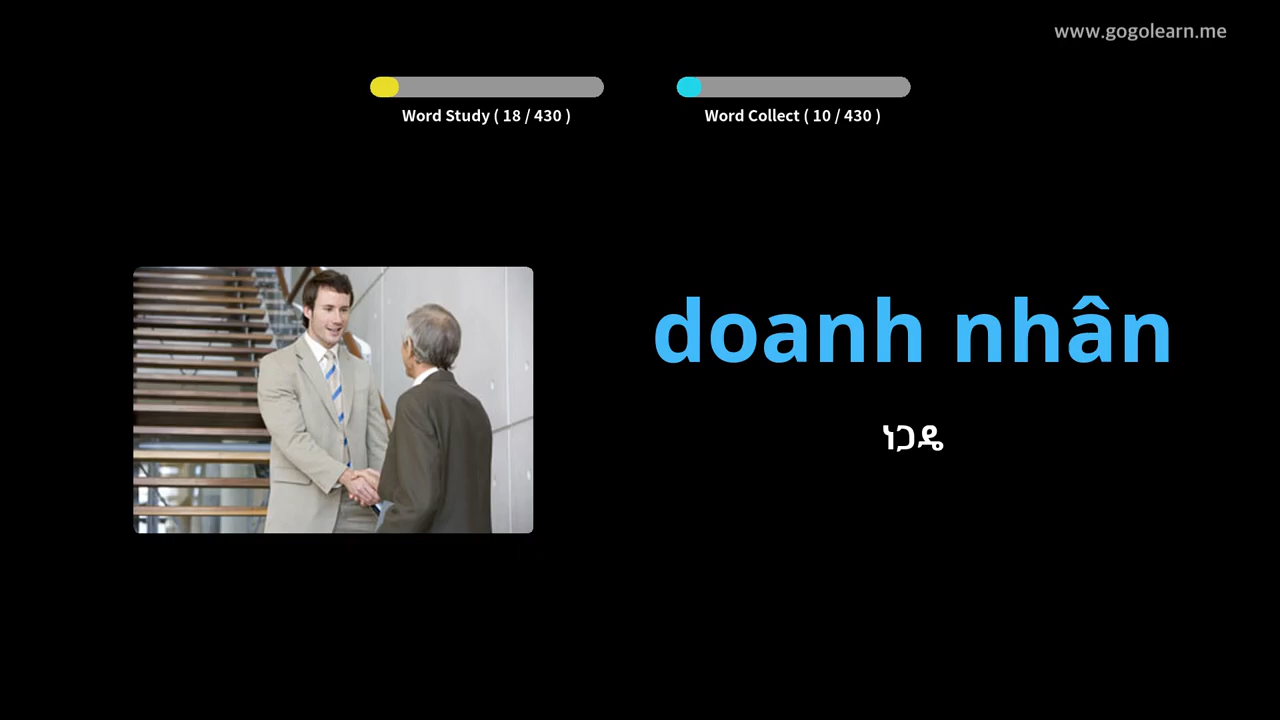 www.gogolearn.me
Word Study ( 18 / 430 )
Word Collect ( 10 / 430 )
doanh nhân
ነጋዴ